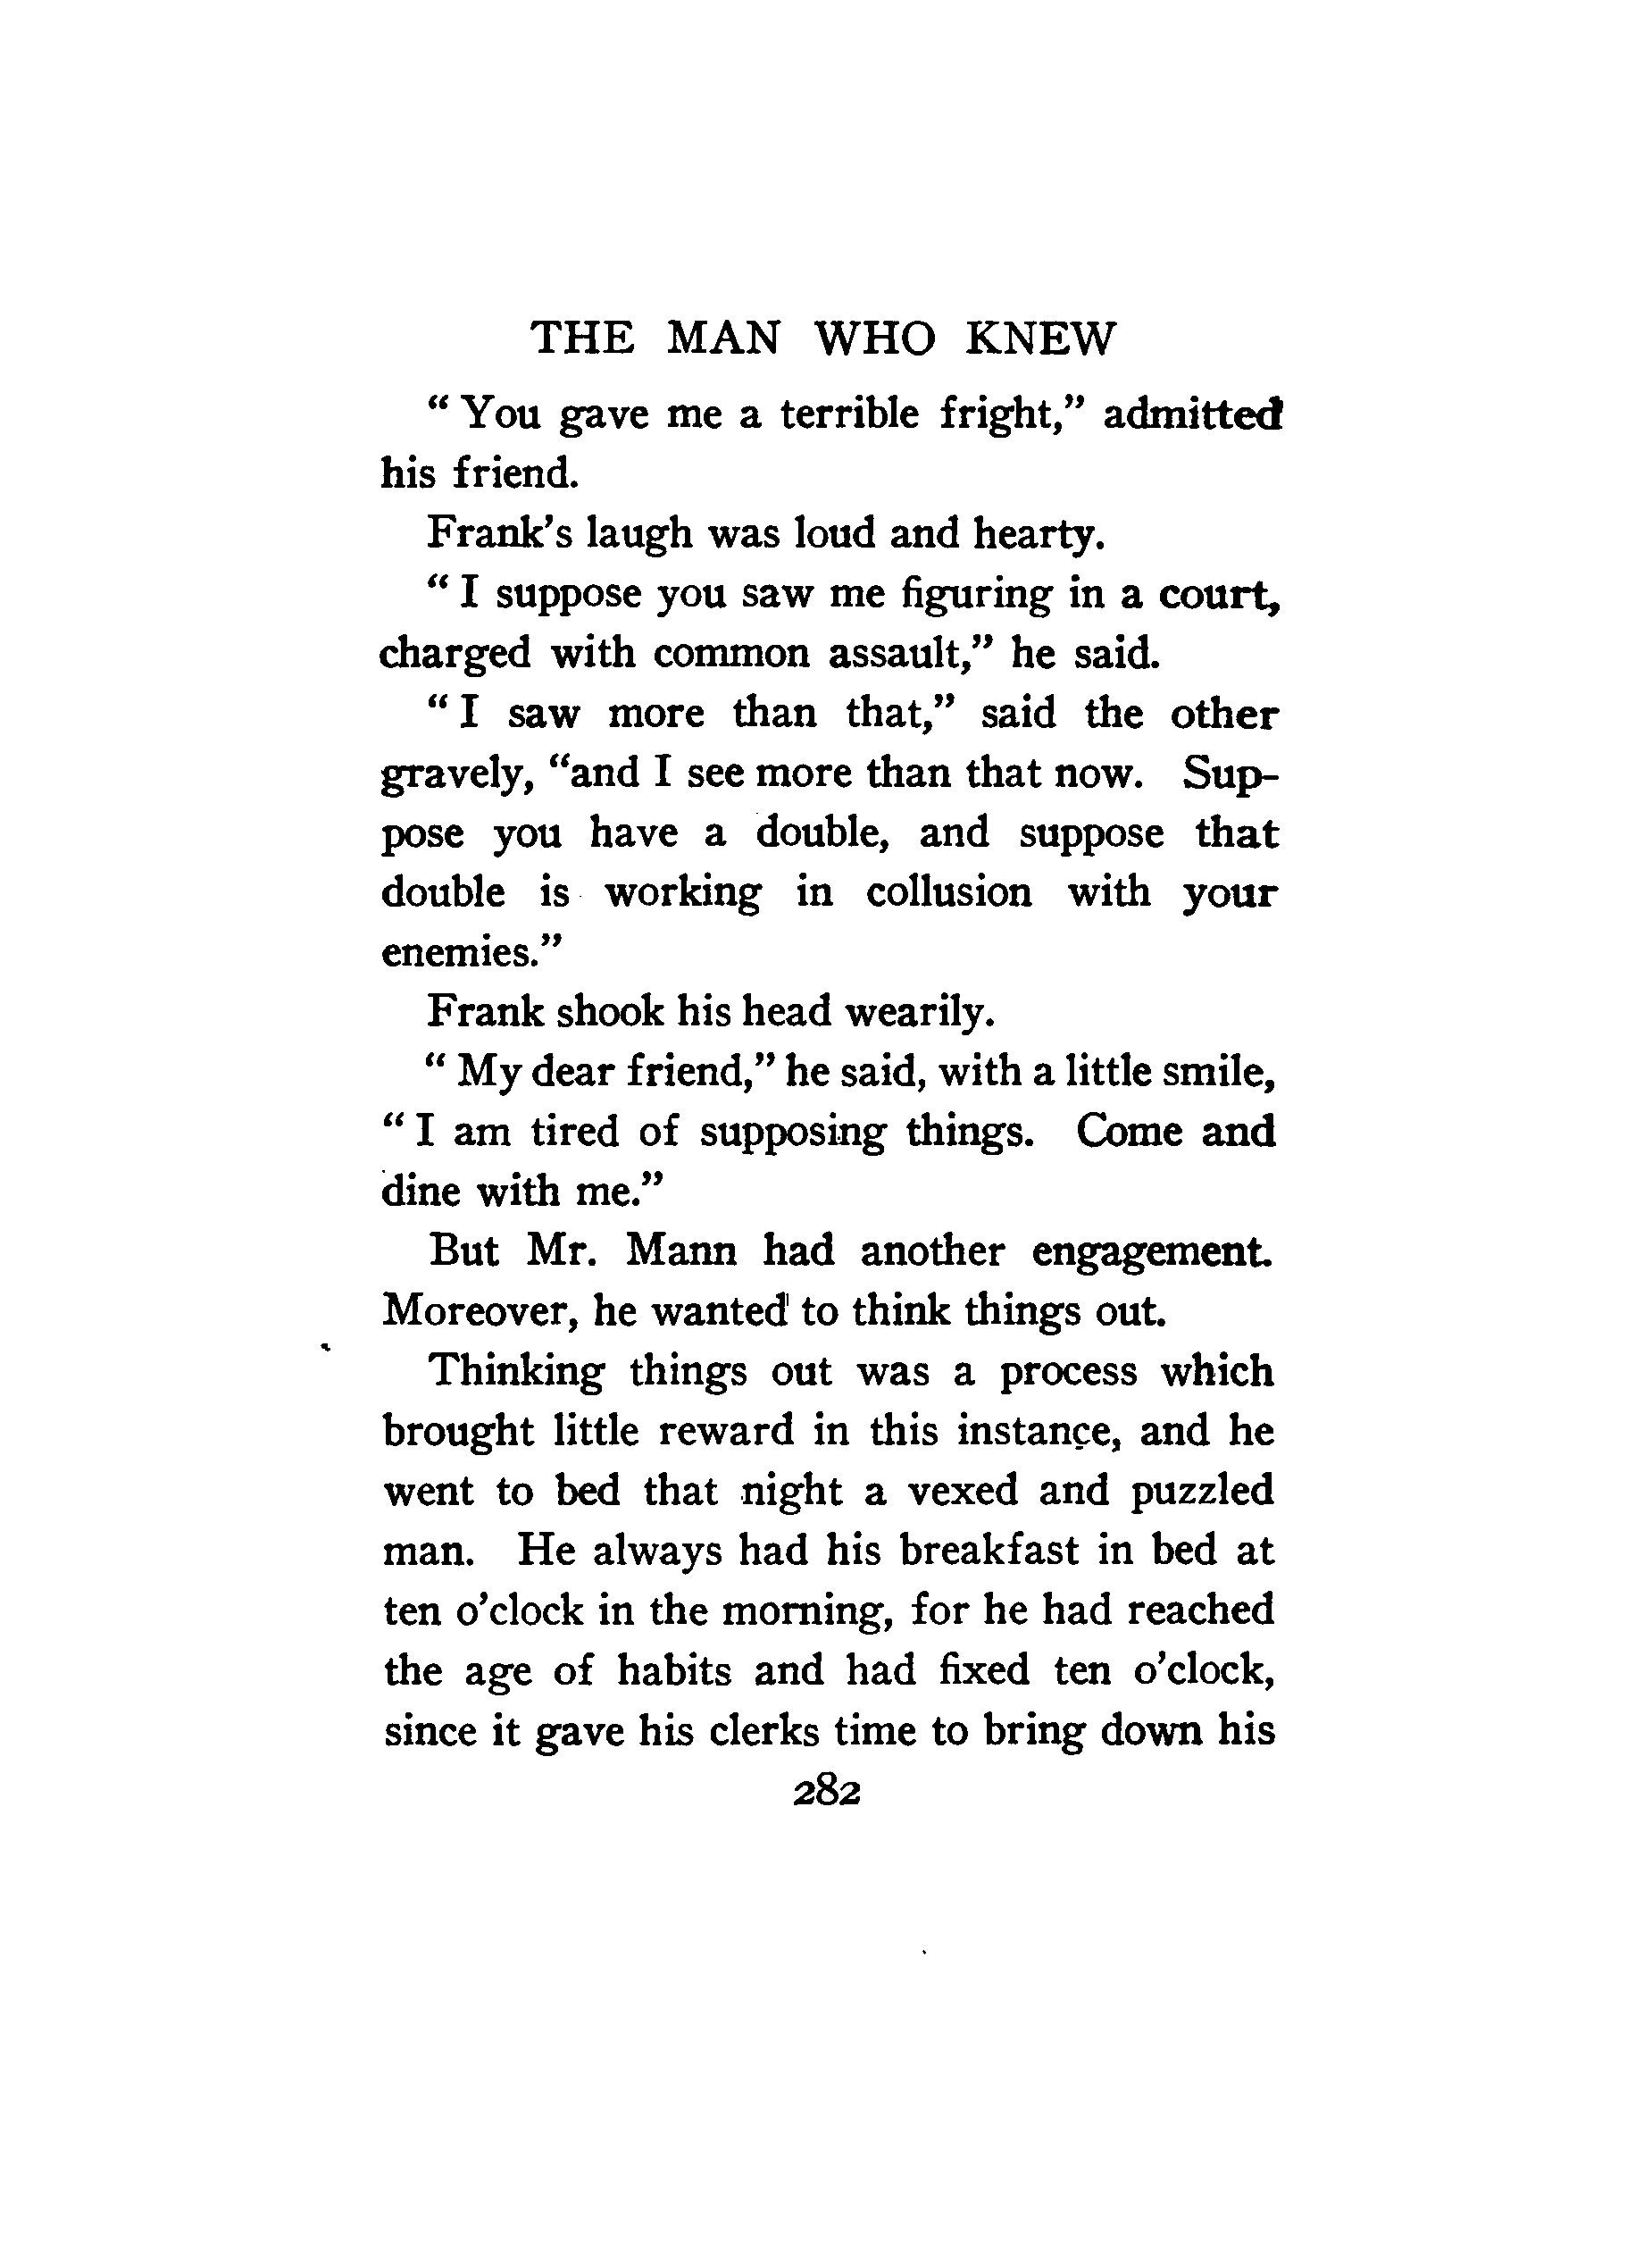 THE MAN WHO KNEW
“ You gave me a terrible fright,” admitted
his friend.
Frank’s laugh was loud and hearty.
“ I suppose you saw me figuring in a court,
charged with common assault,” he said.
“ I saw more than that,” said the other
gravely, “and I see more than that now. Sup-
pose you have a double, and suppose that
double is working in collusion with your
enemies.”
Frank shook his head wearily.
“ My dear friend,” he said, with a little smile,
“ I am tired of supposing things. Come and
dine with me.”
But Mr. Mann had another engagement.
Moreover, he wanted to think things out.
Thinking things out was a process which
brought little reward in this instance, and he
went to bed that night a vexed and puzzled
man. He always had his breakfast in bed at
ten o’clock in the morning, for he had reached
the age of habits and had fixed ten o’clock,
since it gave his clerks time to bring down his
282